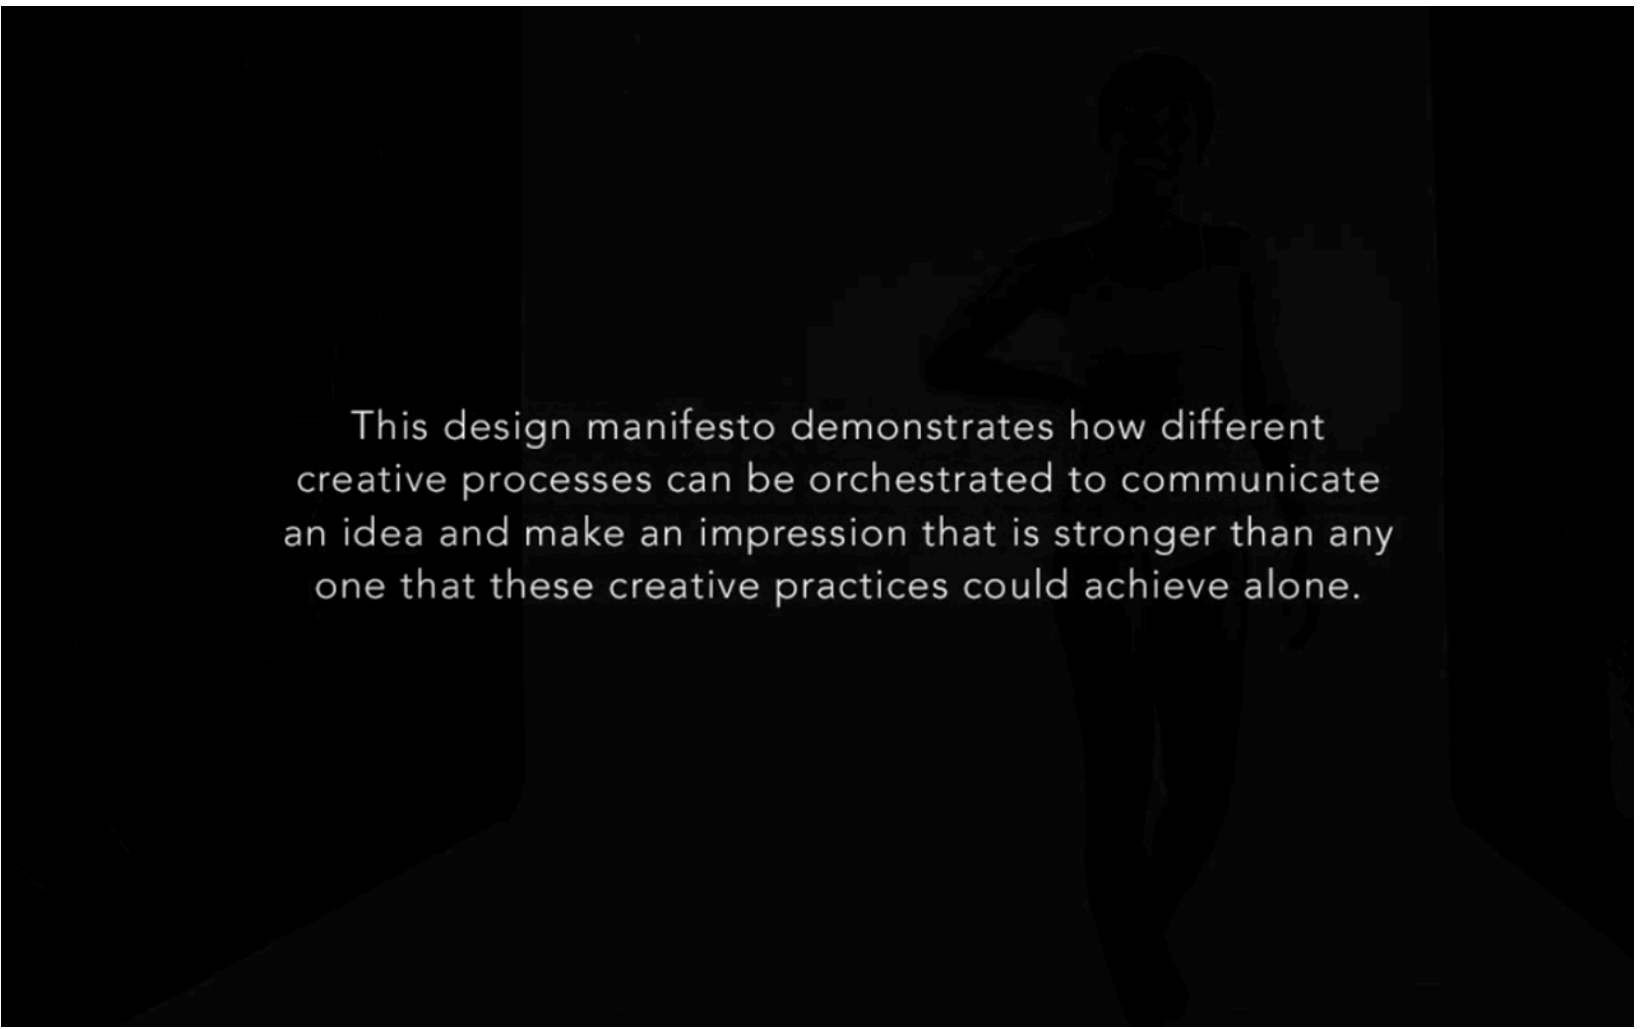 This design manifesto demonstrates how different
creative processes can be orchestrated to communicate
an idea and make an impression that is stronger than any
one that these creative practices could achieve alone.